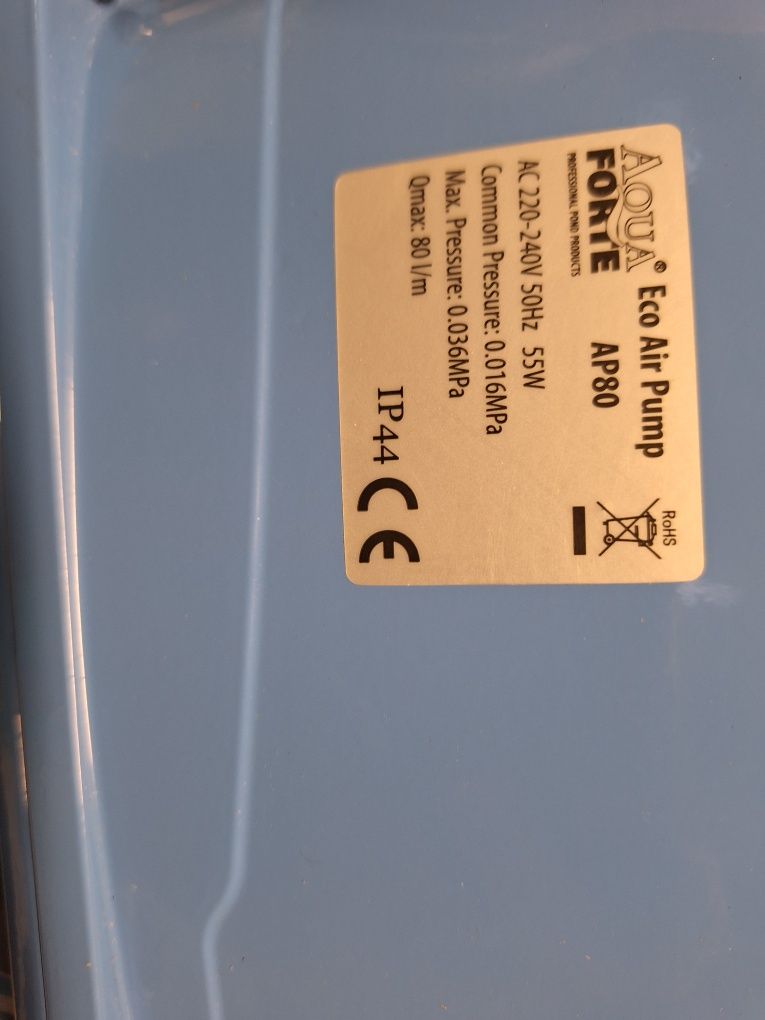 AQUA® Eco Air Pump
FORTE AP80
PROFESSIONAL POND PRODUCTS
AC 220-240V 50Hz 55W
Common Pressure: 0.016MPa
Max. Pressure: 0.036MPa
Qmax: 80 l/m
RoHS
IP44 CE